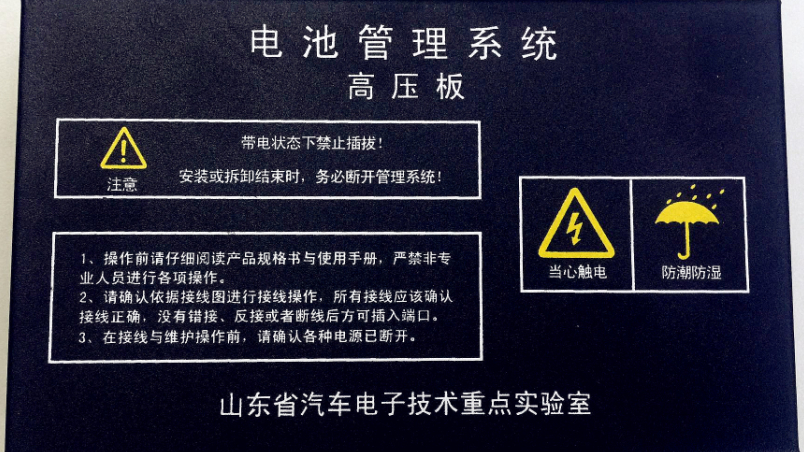 电池管理系统
高压板
带电状态下禁止插拔！
注意
安装或拆卸结束时，务必断开管理系统！
1、操作前请仔细阅读产品规格书与使用手册，严禁非专
业人员进行各项操作。
2、请确认依据接线图进行接线操作，所有接线应该确认
接线正确，没有错接、反接或者断线后方可插入端口。
3、在接线与维护操作前，请确认各种电源已断开。
当心触电
防潮防湿
山东省汽车电子技术重点实验室